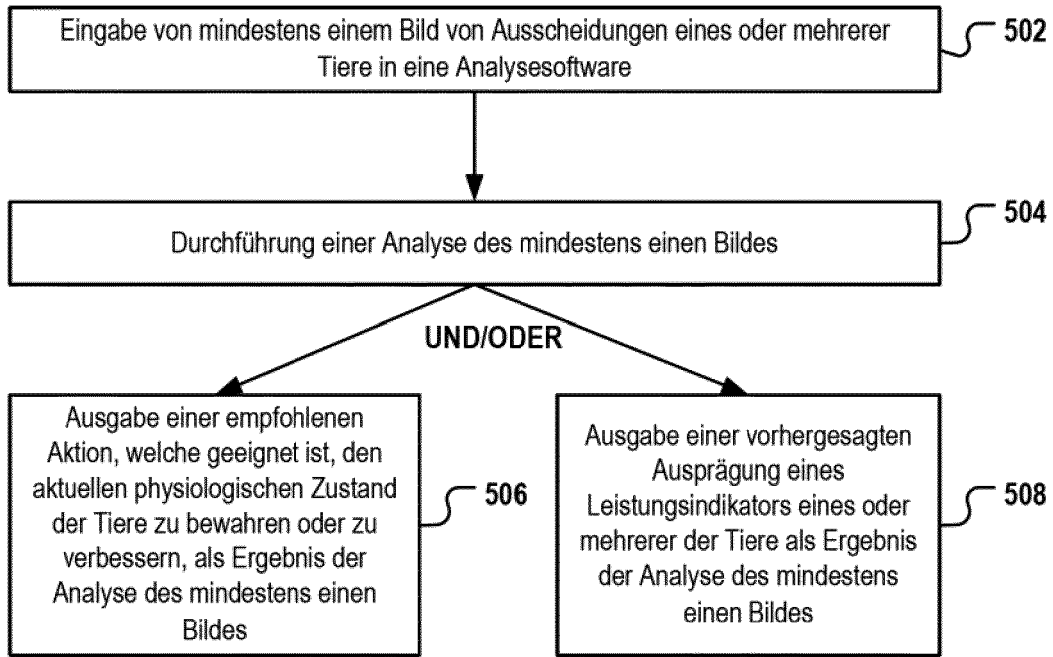 Eingabe von mindestens einem Bild von Ausscheidungen eines oder mehrerer
Tiere in eine Analysesoftware
502
Durchführung einer Analyse des mindestens einen Bildes
504
UND/ODER
Ausgabe einer empfohlenen
Aktion, welche geeignet ist, den
aktuellen physiologischen Zustand
der Tiere zu bewahren oder zu
verbessern, als Ergebnis der
Analyse des mindestens einen
Bildes
506
Ausgabe einer vorhergesagten
Ausprägung eines
Leistungsindikators eines oder
mehrerer der Tiere als Ergebnis
der Analyse des mindestens
einen Bildes
508